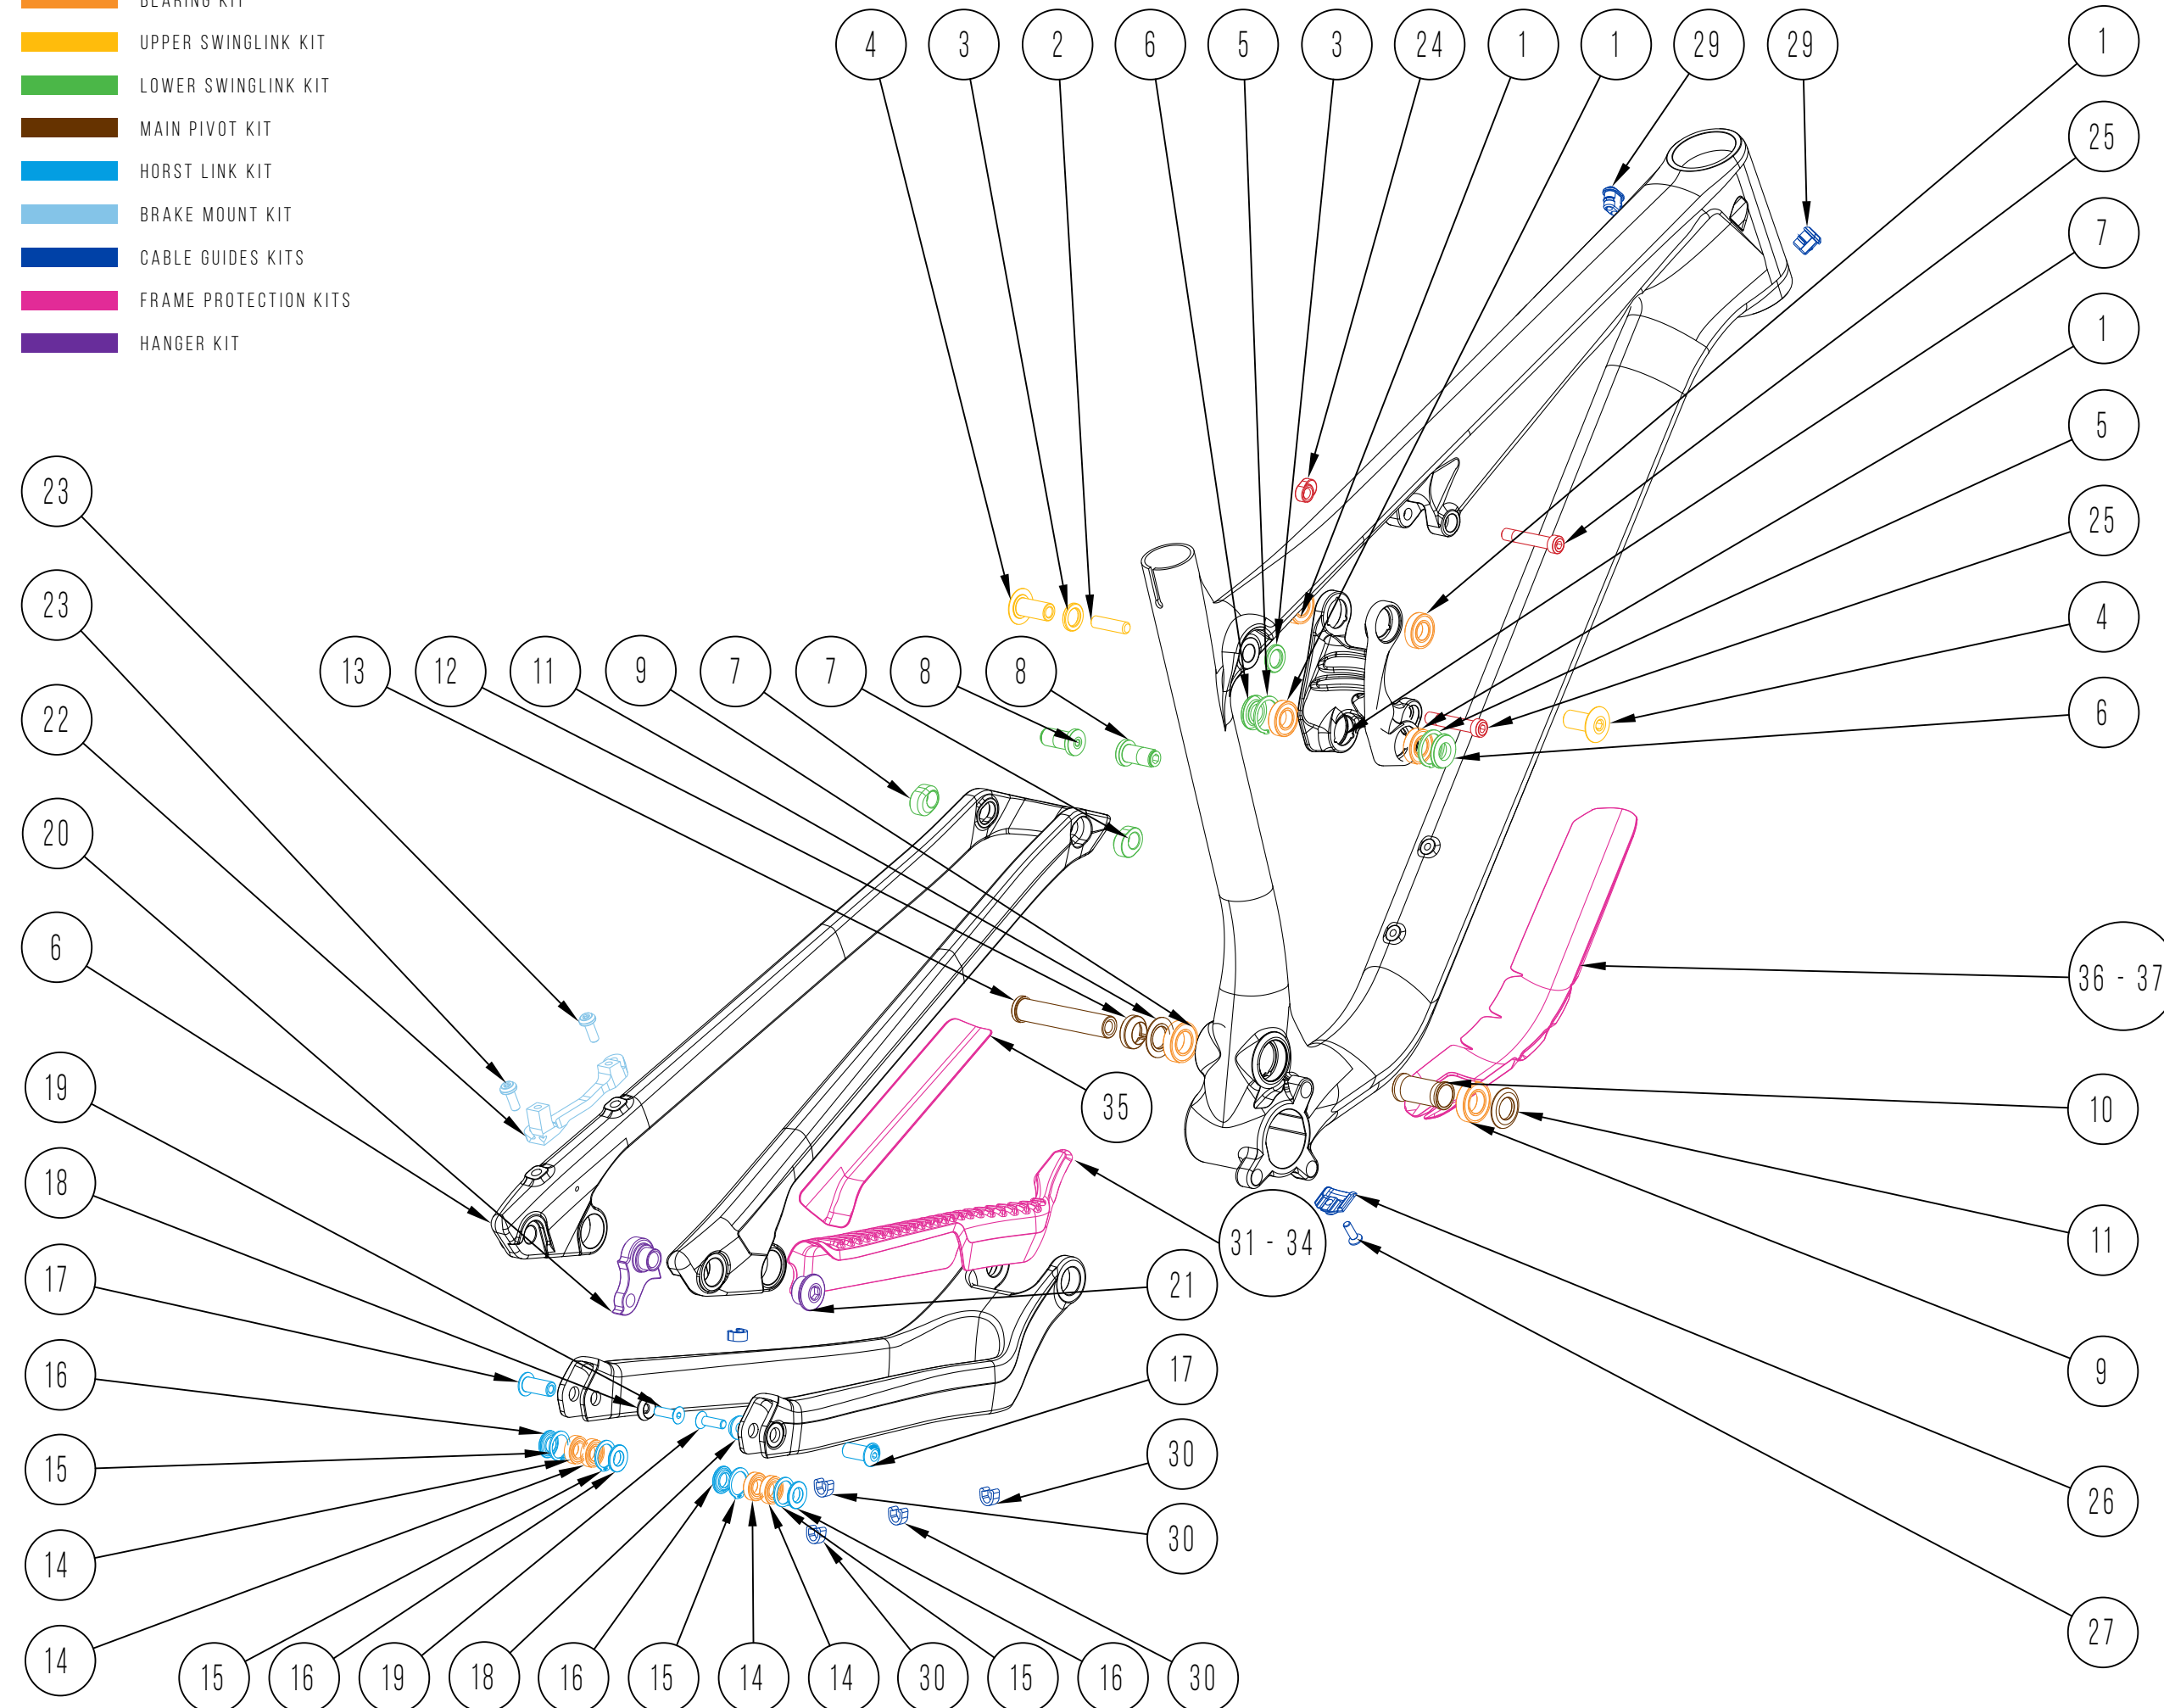 BEARING KIT
UPPER SWINGLINK KIT
LOWER SWINGLINK KIT
MAIN PIVOT KIT
HORST LINK KIT
BRAKE MOUNT KIT
CABLE GUIDES KITS
FRAME PROTECTION KITS
HANGER KIT
4 3 2 6 5 3 24 1 1 29 29 1
25
7
1
5
25
4
6
23
23
13 12 11 9 7 7 8 8
22
20
6
36 - 37
19
35
10
18
31 - 34
11
17
21
16
17
9
15
30
26
14
30
27
14
15 16 19 18 16 15 14 14 30 15 16 30